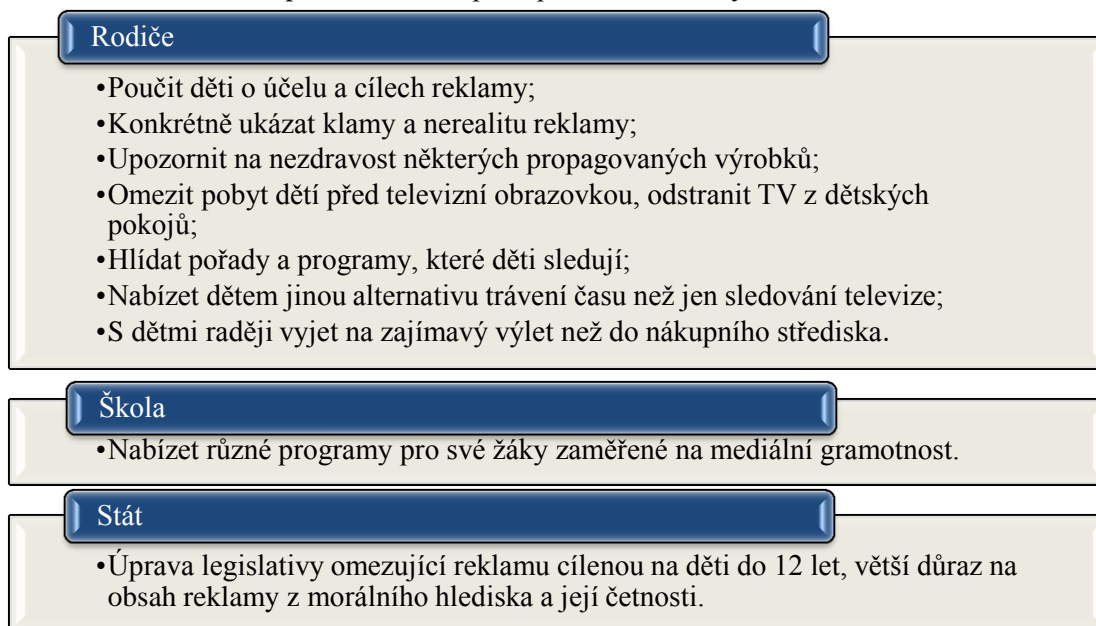 Rodiče
•Poučit děti o účelu a cílech reklamy;
•Konkrétně ukázat klamy a nerealitu reklamy;
•Upozornit na nezdravost některých propagovaných výrobků;
•Omezit pobyt dětí před televizní obrazovkou, odstranit TV z dětských
pokojů;
•Hlídat pořady a programy, které děti sledují;
•Nabízet dětem jinou alternativu trávení času než jen sledování televize;
•S dětmi raději vyjet na zajímavý výlet než do nákupního střediska.
Škola
•Nabízet různé programy pro své žáky zaměřené na mediální gramotnost.
Stát
•Úprava legislativy omezující reklamu cílenou na děti do 12 let, větší důraz na
obsah reklamy z morálního hlediska a její četnosti.